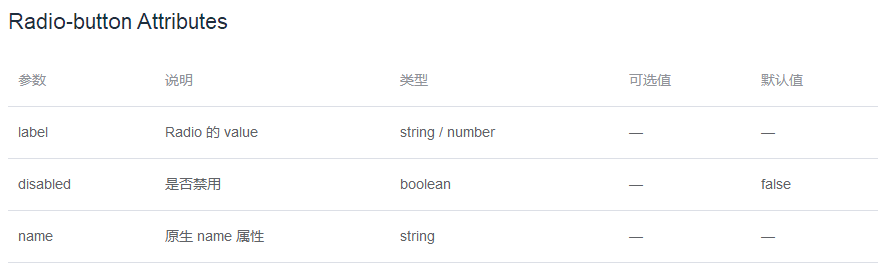 Radio-button Attributes
参数 说明 类型 可选值 默认值
label Radio 的 value string / number — —
disabled 是否禁用 boolean — false
name 原生 name 属性 string — —